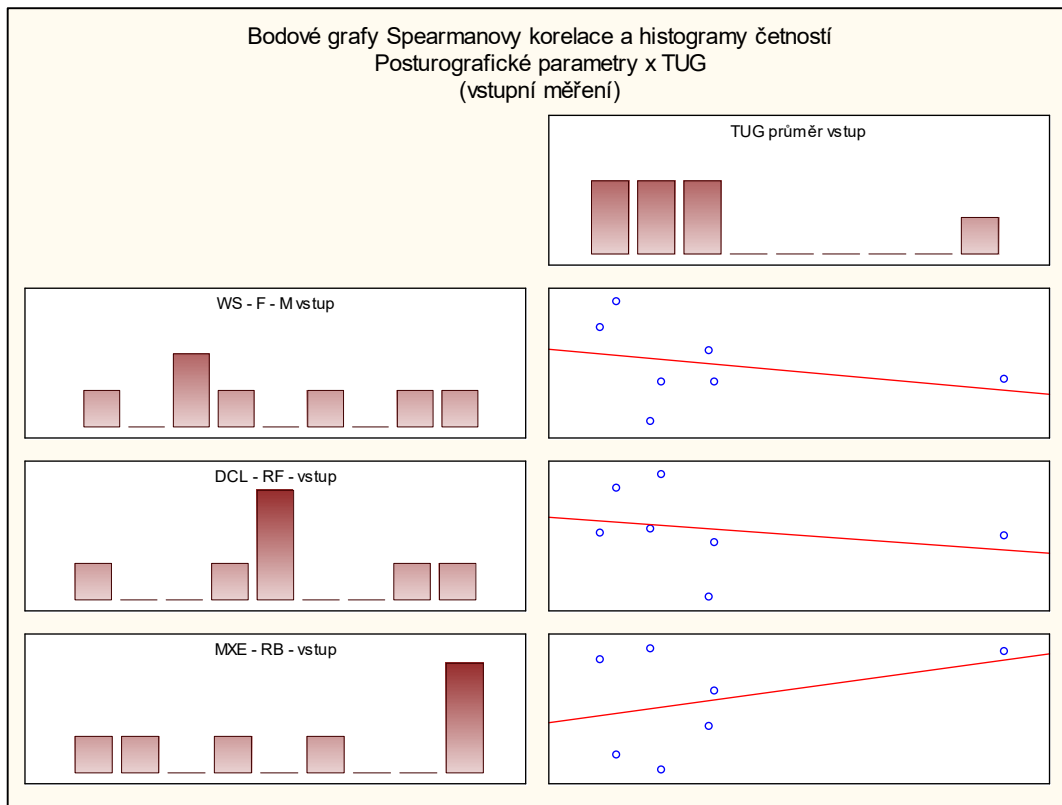 Bodové grafy Spearmanovy korelace a histogramy četností
Posturografické parametry x TUG
(vstupní měření)
TUG průměr vstup
WS - F - M vstup
DCL - RF - vstup
MXE - RB - vstup